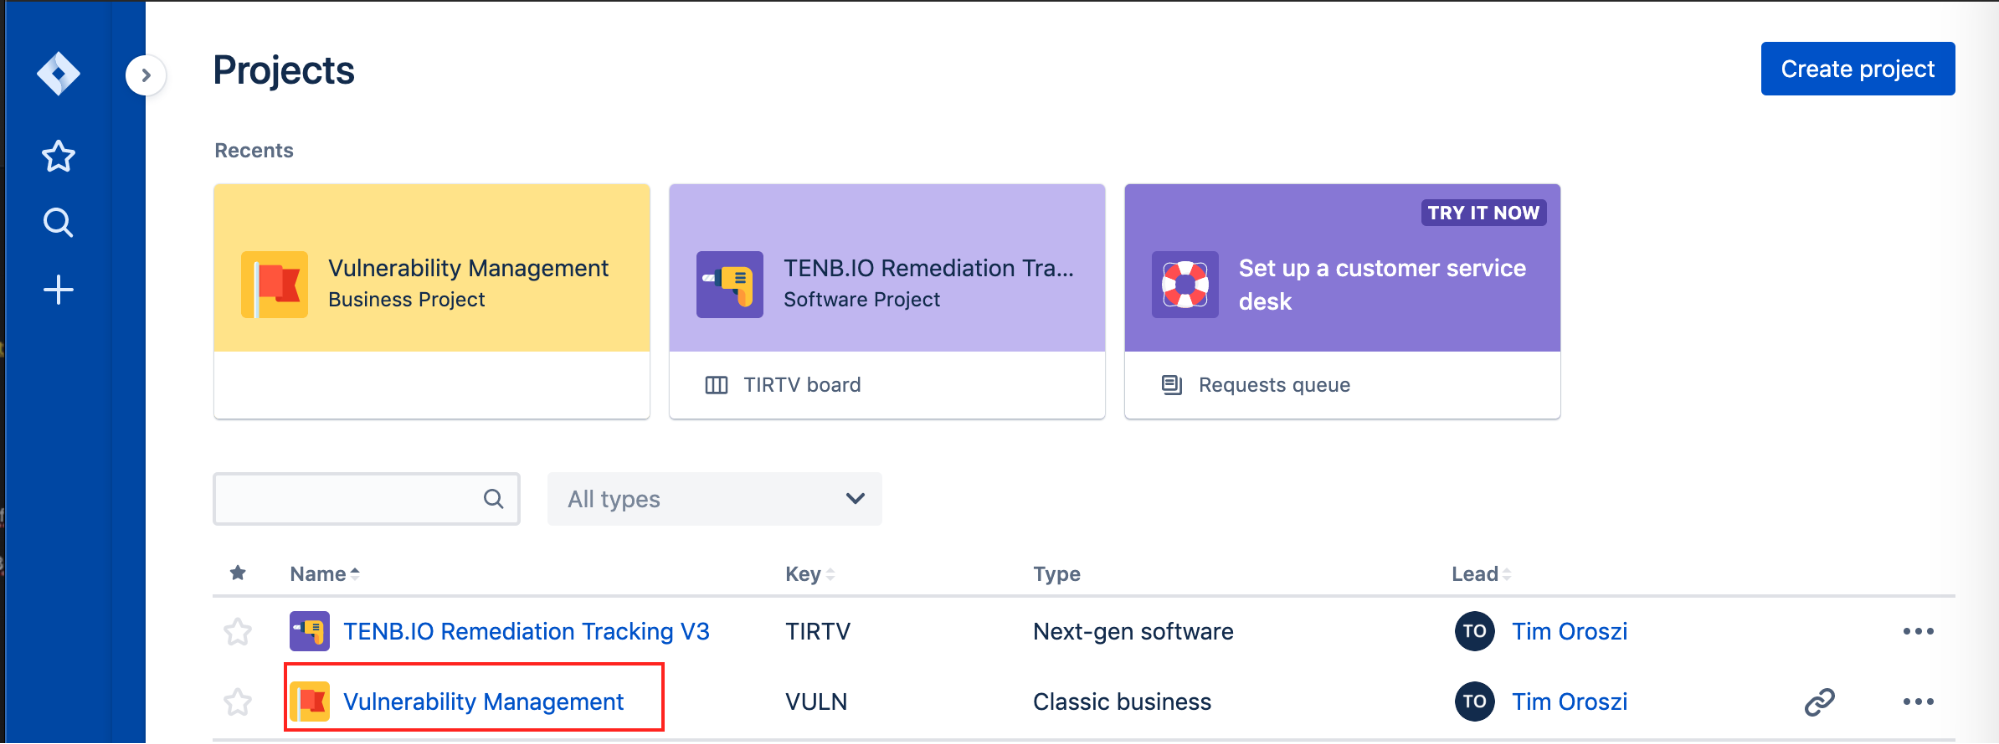 Projects
Create project
Recents
Vulnerability Management
Business Project
TENB.IO Remediation Tra...
Software Project
TIRTV board
TRY IT NOW
Set up a customer service
desk
Requests queue
All types
Name Key Type Lead
TENB.IO Remediation Tracking V3 TIRTV Next-gen software TO Tim Oroszi
Vulnerability Management VULN Classic business TO Tim Oroszi